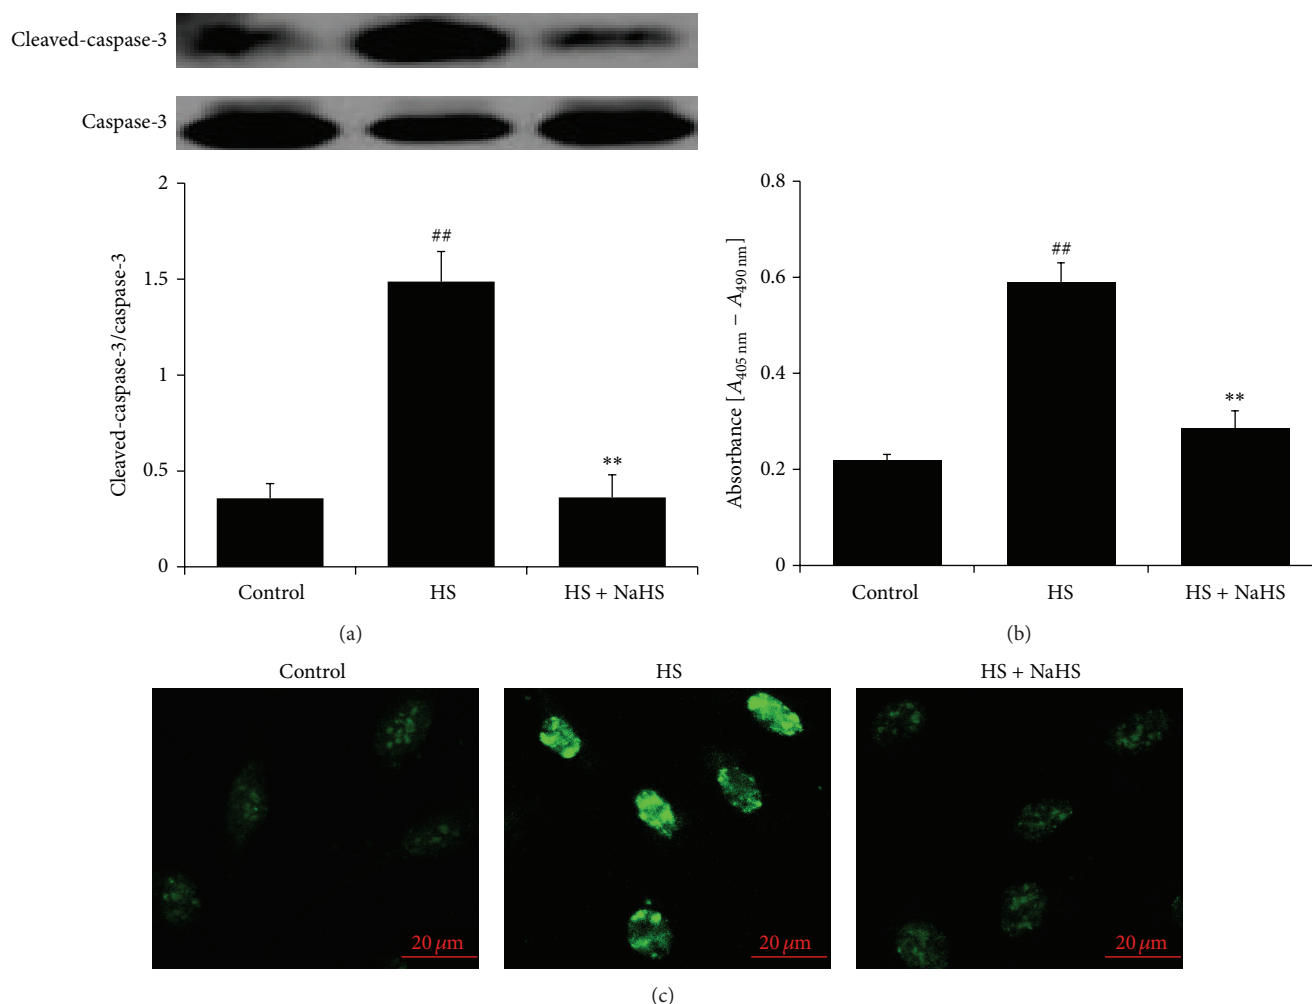 Cleaved-caspase-3
Caspase-3
Cleaved-caspase-3/caspase-3
2
1.5
1
0.5
0
##
**
Control HS HS + NaHS
(a)
Absorbance [A405 nm − A490 nm]
0.8
0.6
0.4
0.2
0
##
**
Control HS HS + NaHS
(b)
Control HS HS + NaHS
20 μm 20 μm 20 μm
(c)